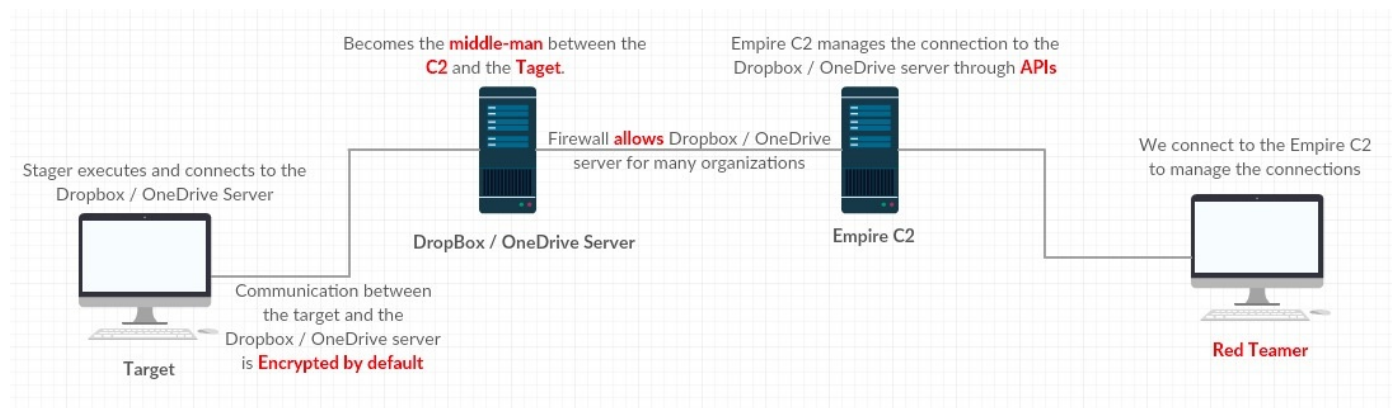 Becomes the middle-man between the
C2 and the Taget.
Empire C2 manages the connection to the
Dropbox / OneDrive server through APIs
Firewall allows Dropbox / OneDrive
server for many organizations
We connect to the Empire C2
to manage the connections
Stager executes and connects to the
Dropbox / OneDrive Server
DropBox / OneDrive Server
Empire C2
Communication between
the target and the
Dropbox / OneDrive server
is Encrypted by default
Target
Red Teamer